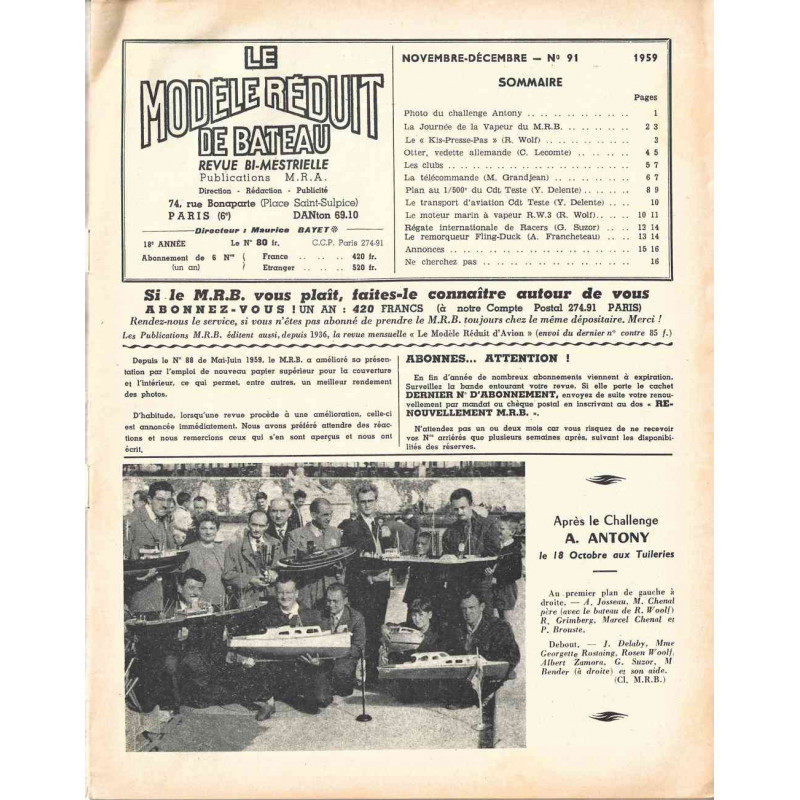 LE
MODÈLE RÉDUIT
DE BATEAU
REVUE BI-MESTRIELLE
Publications M.R.A.
Direction - Rédaction - Publicité
74, rue Bonaparte (Place Saint-Sulpice)
PARIS (6e) DANton 69.10
Directeur : Maurice BAYET
18e ANNÉE Le No 80 fr. C.C.P. Paris 274-91
Abonnement de 6 Nos ( France .. .. .. 420 fr.
(un an) ( Etranger .. .. .. 520 fr.
NOVEMBRE-DÉCEMBRE — No 91 1959
SOMMAIRE
Pages
Photo du challenge Antony .. .. .. .. .. .. .. 1
La Journée de la Vapeur du M.R.B. .. .. .. .. .. 2 3
Le « Kis-Presse-Pas » (R. Wolf) .. .. .. .. .. 3
Otter, vedette allemande (C. Lecomte) .. .. .. .. 4 5
Les clubs .. .. .. .. .. .. .. .. .. .. 5 7
La télécommande (M. Grandjean) .. .. .. .. .. 6 7
Plan au 1/500e du Cdt Teste (Y. Delente) .. .. .. 8 9
Le transport d'aviation Cdt Teste (Y. Delente) .. .. 10
Le moteur marin à vapeur R.W.3 (R. Wolf).. .. .. 10 11
Régate internationale de Racers (G. Suzor) .. .. 13 14
Le remorqueur Fling-Duck (A. Francheteau) .. .. .. 13 14
Annonces .. .. .. .. .. .. .. .. .. .. 15 16
Ne cherchez pas .. .. .. .. .. .. .. .. .. 16
Si le M.R.B. vous plaît, faites-le connaître autour de vous
ABONNEZ-VOUS ! UN AN : 420 FRANCS (à notre Compte Postal 274.91 PARIS)
Rendez-nous le service, si vous n'êtes pas abonné de prendre le M.R.B. toujours chez le même dépositaire. Merci !
Les Publications M.R.B. éditent aussi, depuis 1936, la revue mensuelle « Le Modèle Réduit d'Avion » (envoi du dernier n° contre 85 f.)
Depuis le N° 88 de Mai-Juin 1959, le M.R.B. a amélioré sa présen-
tation par l'emploi de nouveau papier supérieur pour la couverture
et l'intérieur, ce qui permet, entre autres, un meilleur rendement
des photos.
D'habitude, lorsqu'une revue procède à une amélioration, celle-ci
est annoncée immédiatement. Nous avons préféré attendre des réac-
tions et nous remercions ceux qui s'en sont aperçus et nous ont
écrit.
ABONNES... ATTENTION !
En fin d'année de nombreux abonnements viennent à expiration.
Surveillez la bande entourant votre revue. Si elle porte le cachet
DERNIER N° D'ABONNEMENT, envoyez de suite votre renou-
vellement par mandat ou chèque postal en inscrivant au dos « RE-
NOUVELLEMENT M.R.B. ».
N'attendez pas un ou deux mois car vous risquez de ne recevoir
vos Nos arriérés que plusieurs semaines après, suivant les disponibi-
lités des réserves.
Après le Challenge
A. ANTONY
le 18 Octobre aux Tuileries
Au premier plan de gauche à
droite. — A. Josseau, M. Chenal
père (avec le bateau de R. Woolf)
R. Grimberg, Marcel Chenal et
P. Brouste.
Debout, — J. Delaby, Mme
Georgette Rostaing, Rosen Woolf,
Albert Zamora, G. Suzor, M
Bender (à droite) et son aide.
(Cl. M.R.B.)